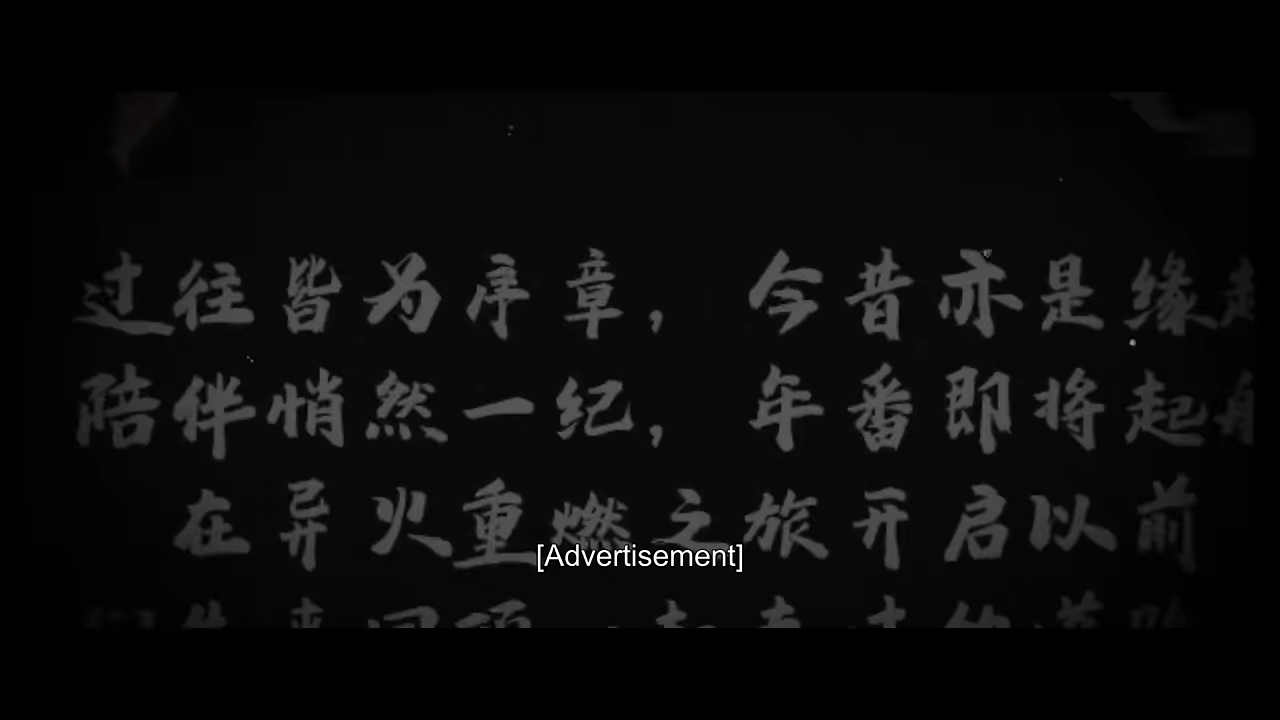 过往皆为序章，今昔亦是缘起
陪伴悄然一纪，年番即将起
在异火重燃之旅开启以前
[Advertisement]